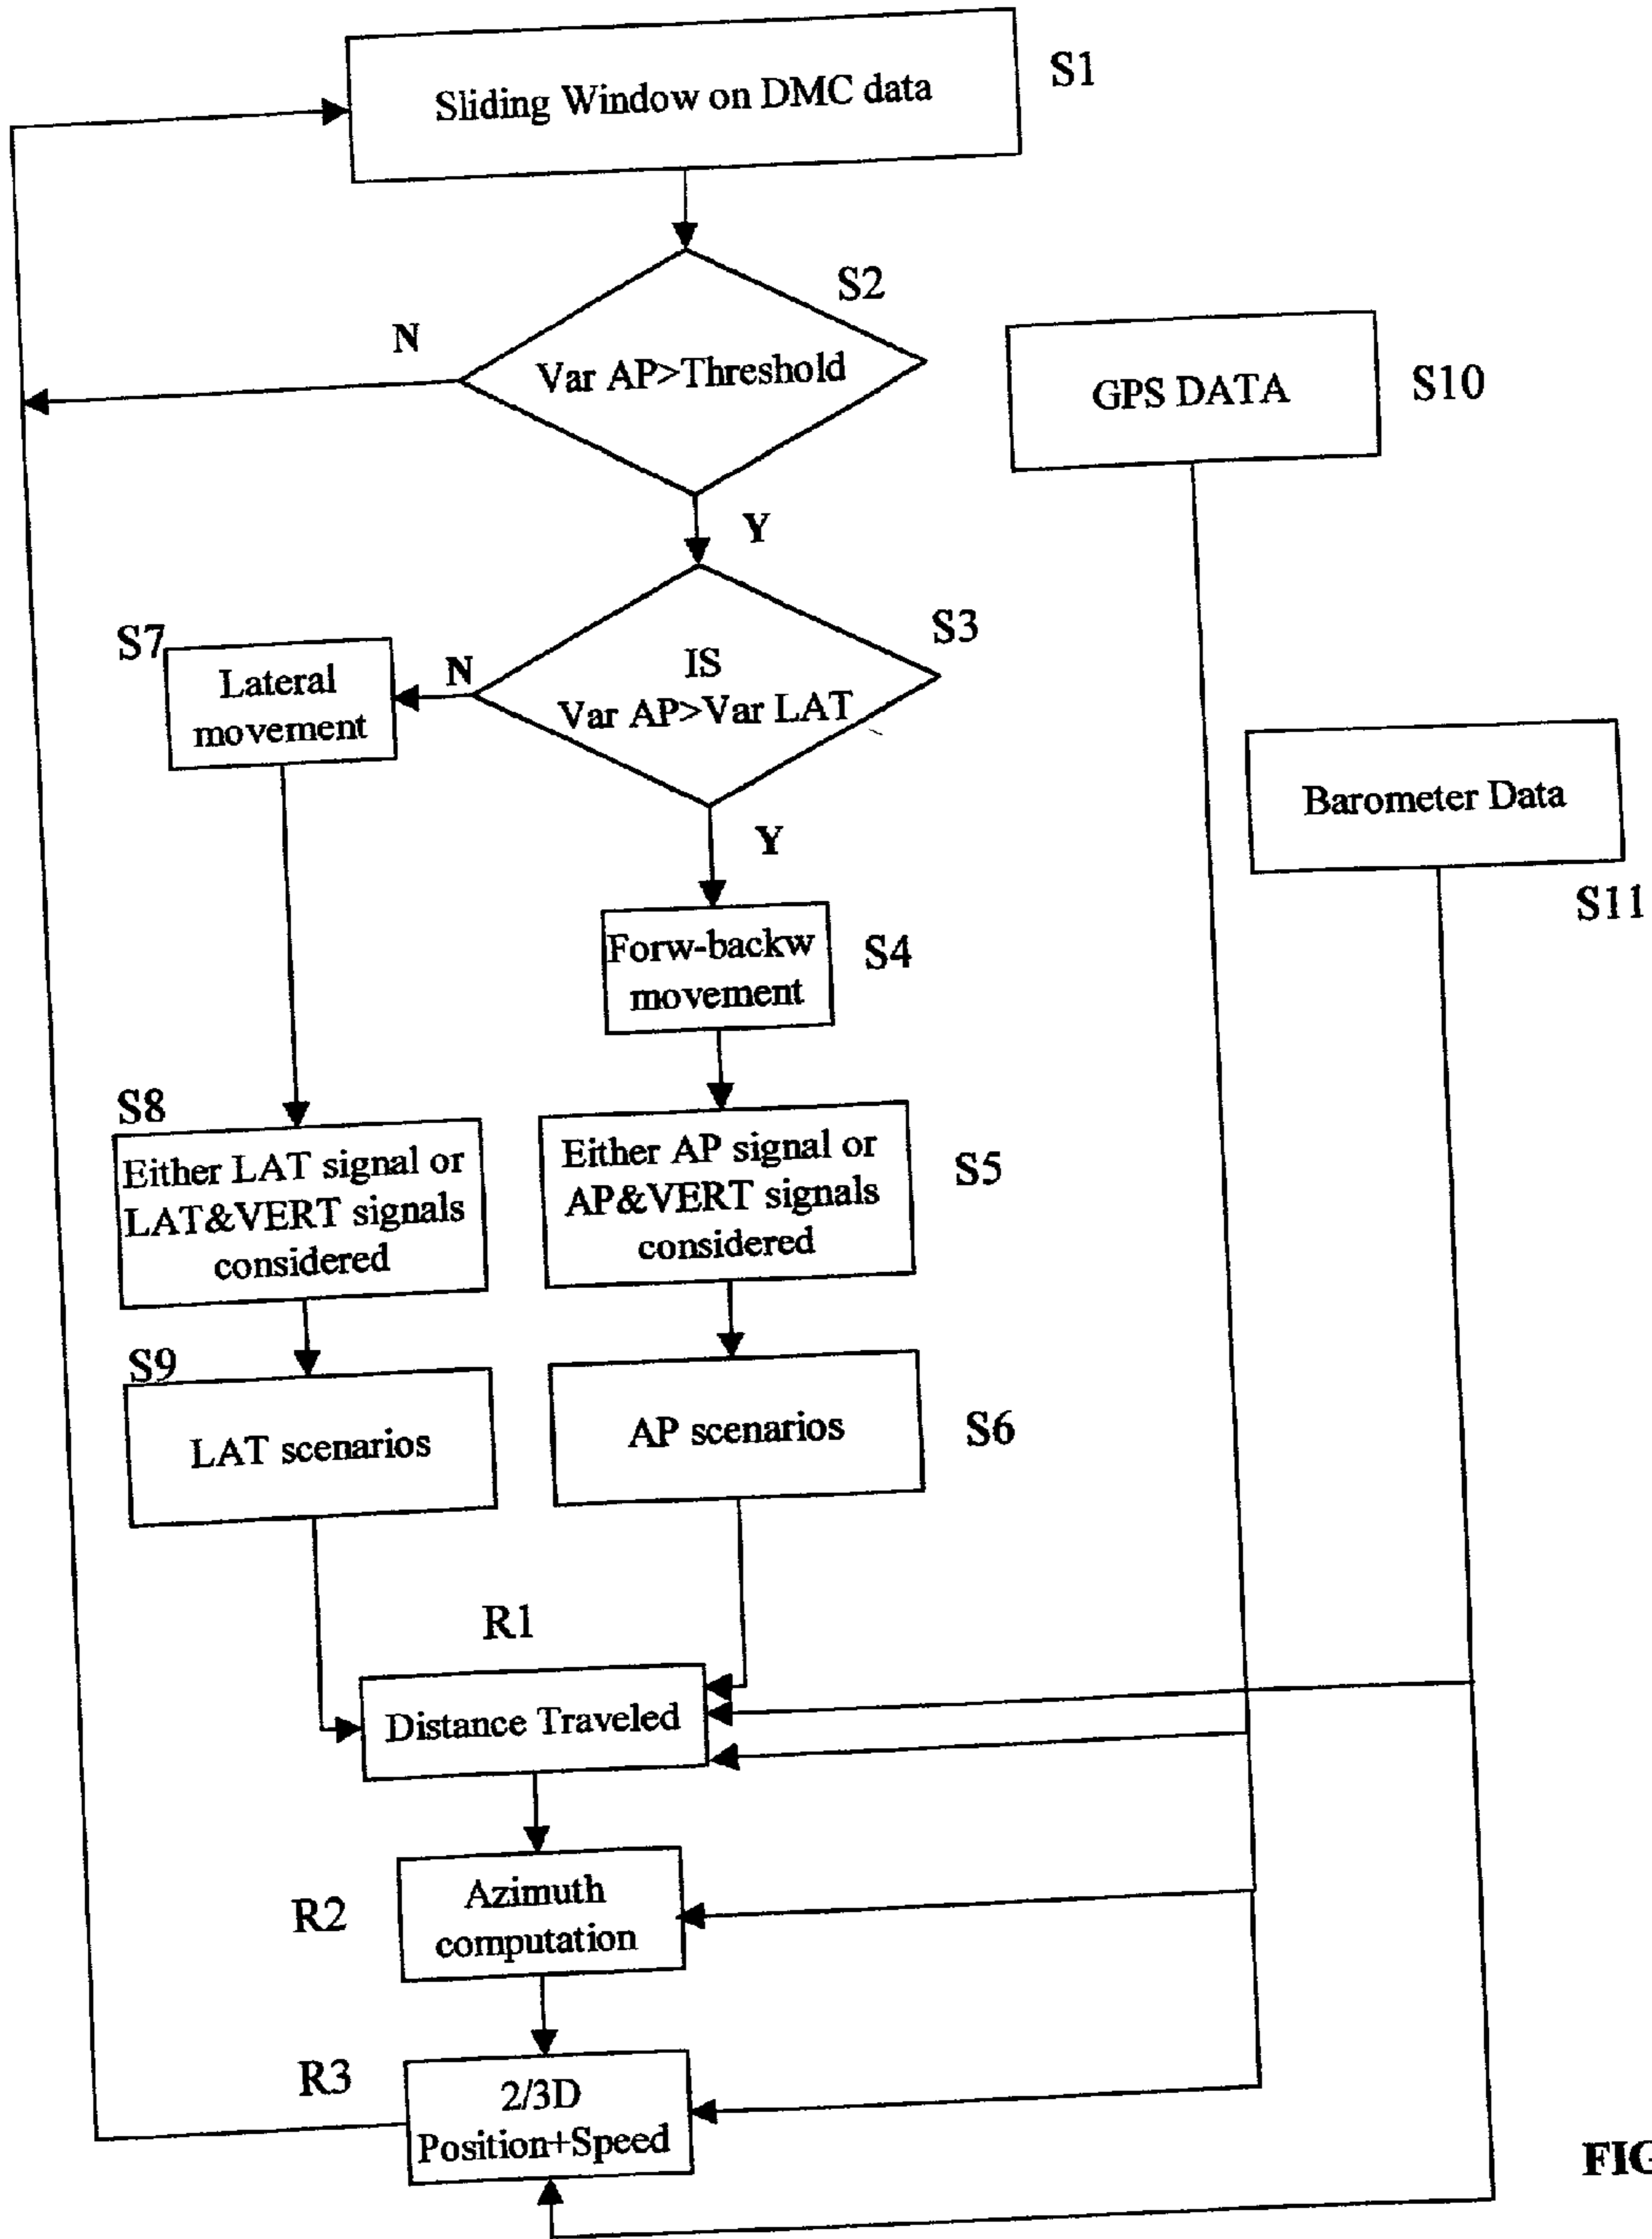 Sliding Window on DMC data
S1
S2
N
Var AP>Threshold
GPS DATA
S10
Y
S7
Lateral
movement
N
S3
IS
Var AP>Var LAT
Barometer Data
S11
Y
Forw-backw
movement
S4
S8
Either LAT signal or
LAT&VERT signals
considered
Either AP signal or
AP&VERT signals
considered
S5
S9
LAT scenarios
AP scenarios
S6
R1
Distance Traveled
R2
Azimuth
computation
R3
2/3D
Position+Speed